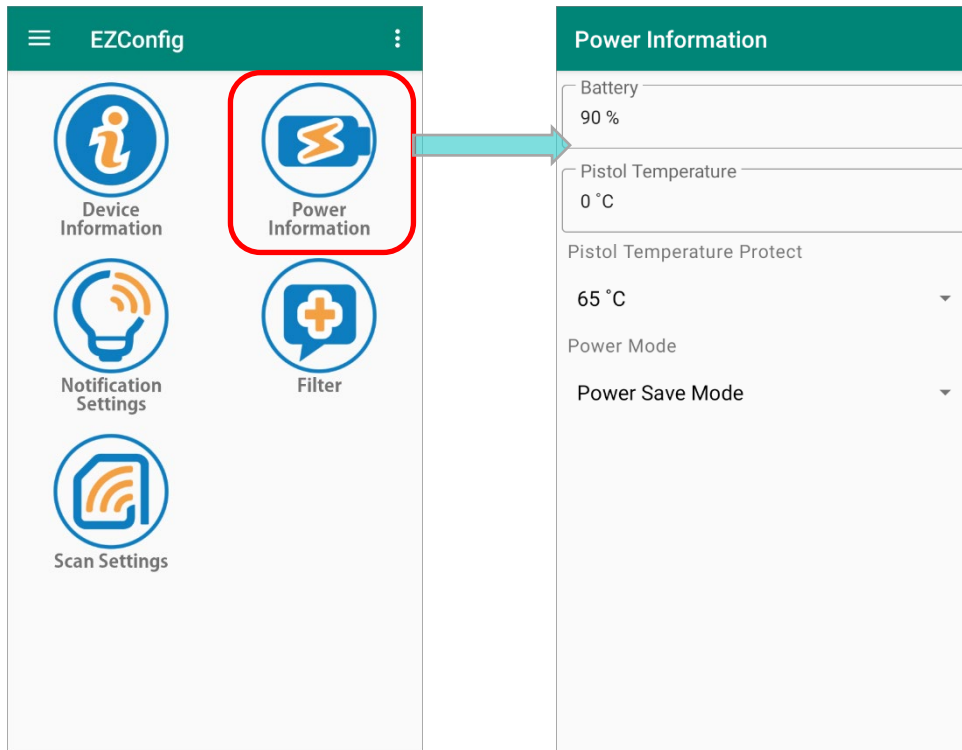 EZConfig
Device
Information
Power
Information
Notification
Settings
Filter
Scan Settings
Power Information
Battery
90 %
Pistol Temperature
0 ˚C
Pistol Temperature Protect
65 ˚C
Power Mode
Power Save Mode